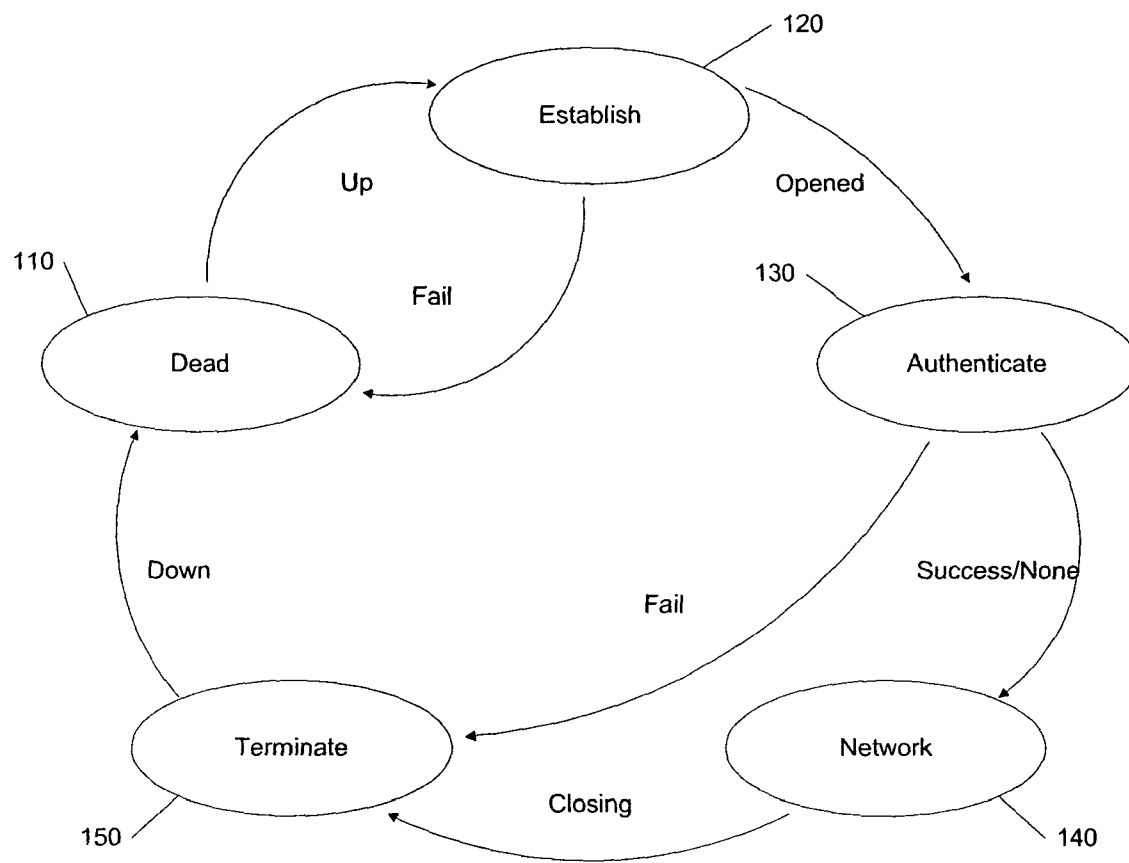 120
Establish
Up
Opened
110
Fail
130
Dead
Authenticate
Down
Success/None
Fail
Terminate
Network
Closing
150
140